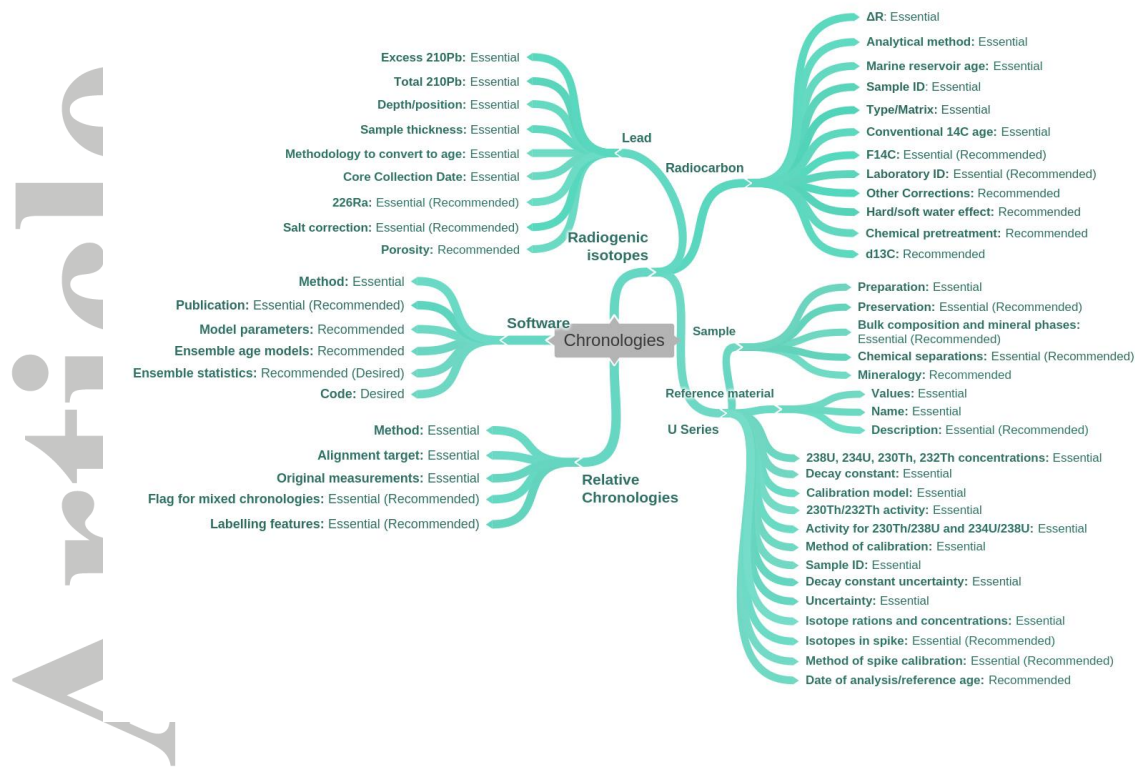 Article
Chronologies
Radiogenic
isotopes
Lead
Excess 210Pb: Essential
Total 210Pb: Essential
Depth/position: Essential
Sample thickness: Essential
Methodology to convert to age: Essential
Core Collection Date: Essential
226Ra: Essential (Recommended)
Salt correction: Essential (Recommended)
Porosity: Recommended
Radiocarbon
ΔR: Essential
Analytical method: Essential
Marine reservoir age: Essential
Sample ID: Essential
Type/Matrix: Essential
Conventional 14C age: Essential
F14C: Essential (Recommended)
Laboratory ID: Essential (Recommended)
Other Corrections: Recommended
Hard/soft water effect: Recommended
Chemical pretreatment: Recommended
d13C: Recommended
U Series
Sample
Preparation: Essential
Preservation: Essential (Recommended)
Bulk composition and mineral phases:
Essential (Recommended)
Chemical separations: Essential (Recommended)
Mineralogy: Recommended
Reference material
Values: Essential
Name: Essential
Description: Essential (Recommended)
238U, 234U, 230Th, 232Th concentrations: Essential
Decay constant: Essential
Calibration model: Essential
230Th/232Th activity: Essential
Activity for 230Th/238U and 234U/238U: Essential
Method of calibration: Essential
Sample ID: Essential
Decay constant uncertainty: Essential
Uncertainty: Essential
Isotope rations and concentrations: Essential
Isotopes in spike: Essential (Recommended)
Method of spike calibration: Essential (Recommended)
Date of analysis/reference age: Recommended
Software
Method: Essential
Publication: Essential (Recommended)
Model parameters: Recommended
Ensemble age models: Recommended
Ensemble statistics: Recommended (Desired)
Code: Desired
Relative
Chronologies
Method: Essential
Alignment target: Essential
Original measurements: Essential
Flag for mixed chronologies: Essential (Recommended)
Labelling features: Essential (Recommended)